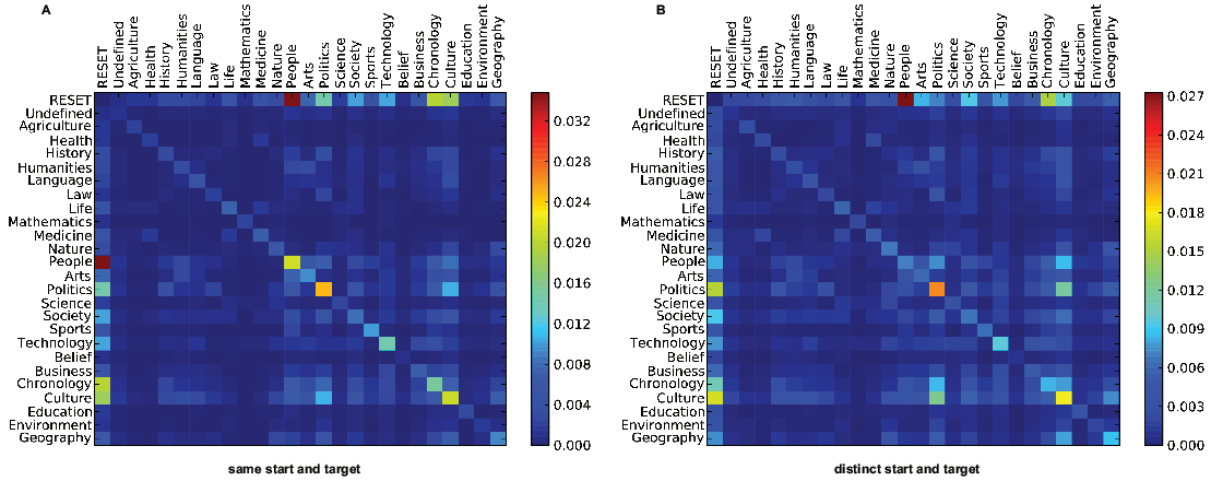 A
B
RESET
Undefined
Agriculture
Health
History
Humanities
Language
Law
Life
Mathematics
Medicine
Nature
People
Arts
Politics
Science
Society
Sports
Technology
Belief
Business
Chronology
Culture
Education
Environment
Geography
RESET
Undefined
Agriculture
Health
History
Humanities
Language
Law
Life
Mathematics
Medicine
Nature
People
Arts
Politics
Science
Society
Sports
Technology
Belief
Business
Chronology
Culture
Education
Environment
Geography
0.032
0.028
0.024
0.020
0.016
0.012
0.008
0.004
0.000
same start and target
RESET
Undefined
Agriculture
Health
History
Humanities
Language
Law
Life
Mathematics
Medicine
Nature
People
Arts
Politics
Science
Society
Sports
Technology
Belief
Business
Chronology
Culture
Education
Environment
Geography
RESET
Undefined
Agriculture
Health
History
Humanities
Language
Law
Life
Mathematics
Medicine
Nature
People
Arts
Politics
Science
Society
Sports
Technology
Belief
Business
Chronology
Culture
Education
Environment
Geography
0.027
0.024
0.021
0.018
0.015
0.012
0.009
0.006
0.003
0.000
distinct start and target